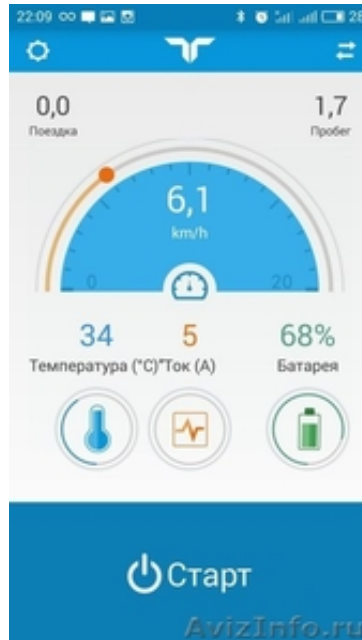 22:09
28
0,0
1,7
Поездка
Пробег
6,1
km/h
0
20
34
5
68%
Температура (°C)"Ток (А)
Батарея
Старт
AvizInfo.ru